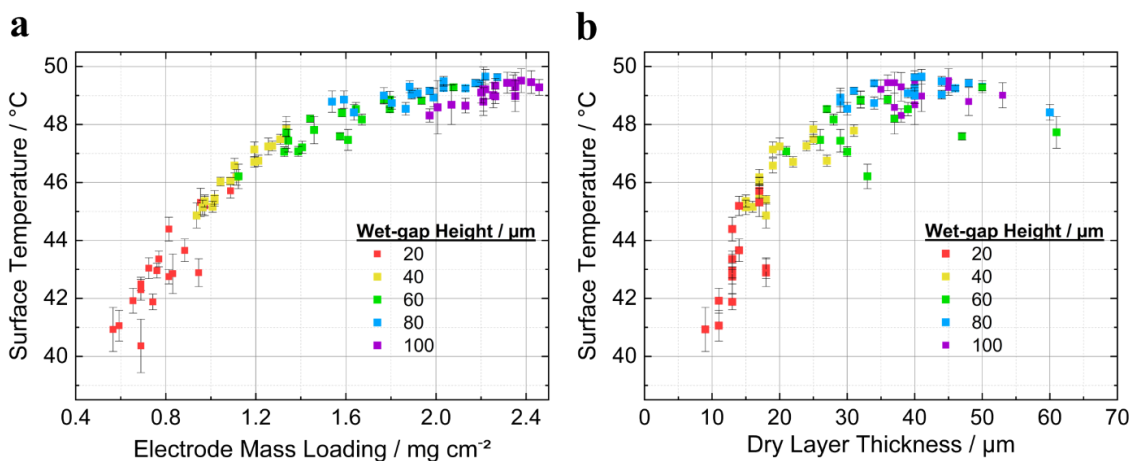 a
50
48
46
44
42
40
Surface Temperature / °C
Wet-gap Height / µm
20
40
60
80
100
0.4 0.6 0.8 1.0 1.2 1.4 1.6 1.8 2.0 2.2 2.4 2.6
Electrode Mass Loading / mg cm⁻²
b
50
48
46
44
42
40
Surface Temperature / °C
Wet-gap Height / µm
20
40
60
80
100
0 10 20 30 40 50 60 70
Dry Layer Thickness / µm